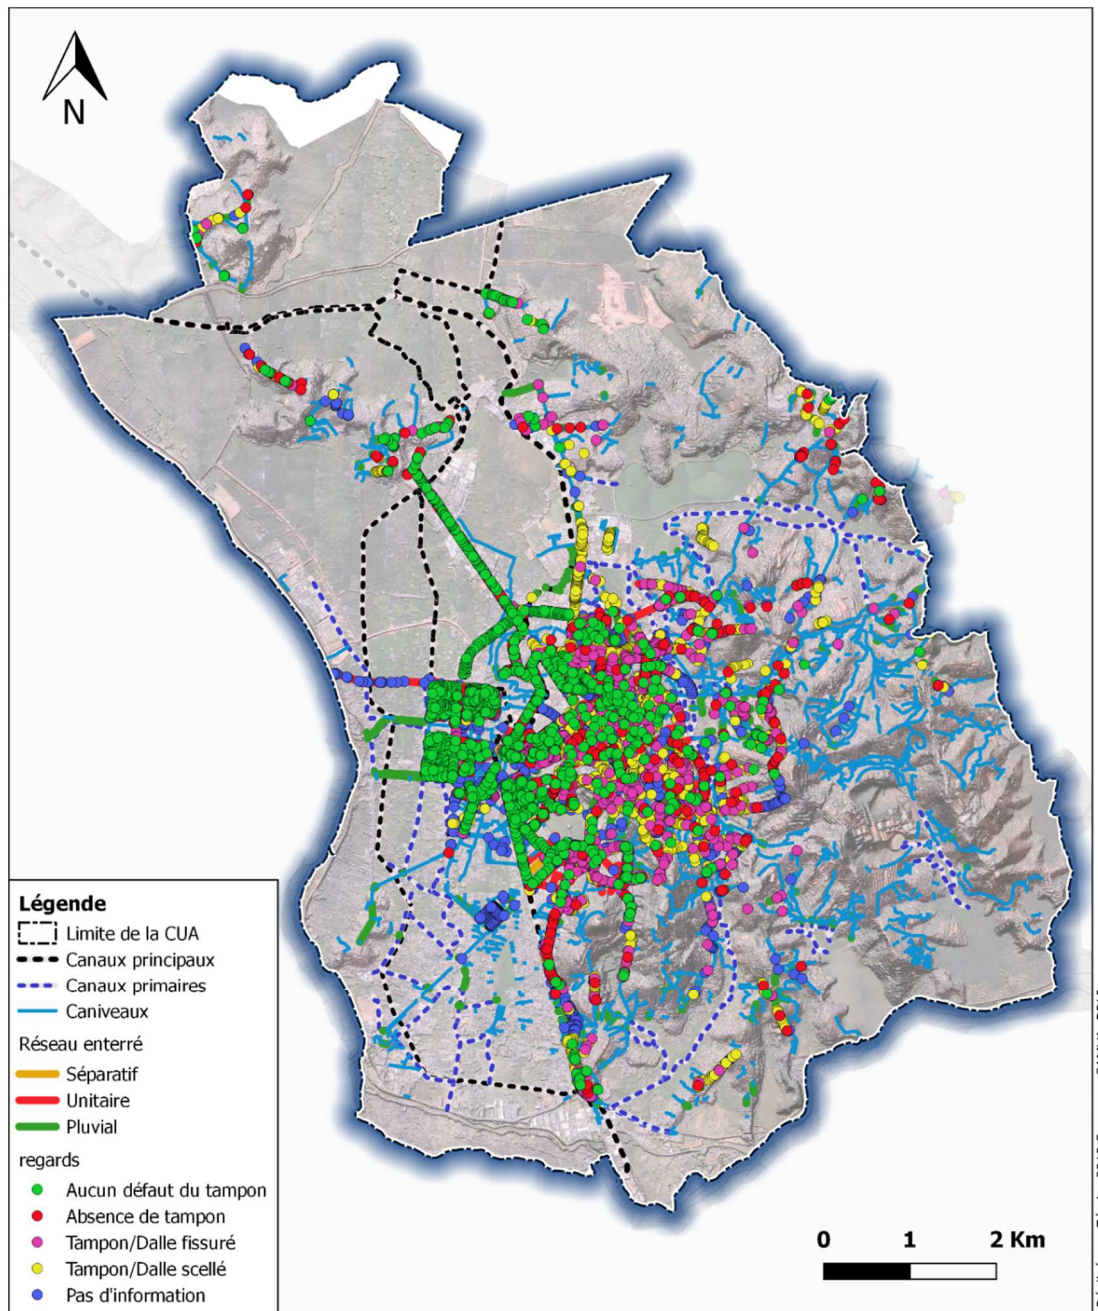 N
Légende
Limite de la CUA
Canaux principaux
Canaux primaires
Caniveaux
Réseau enterré
Séparatif
Unitaire
Pluvial
regards
Aucun défaut du tampon
Absence de tampon
Tampon/Dalle fissuré
Tampon/Dalle scellé
Pas d'information
0 1 2 Km